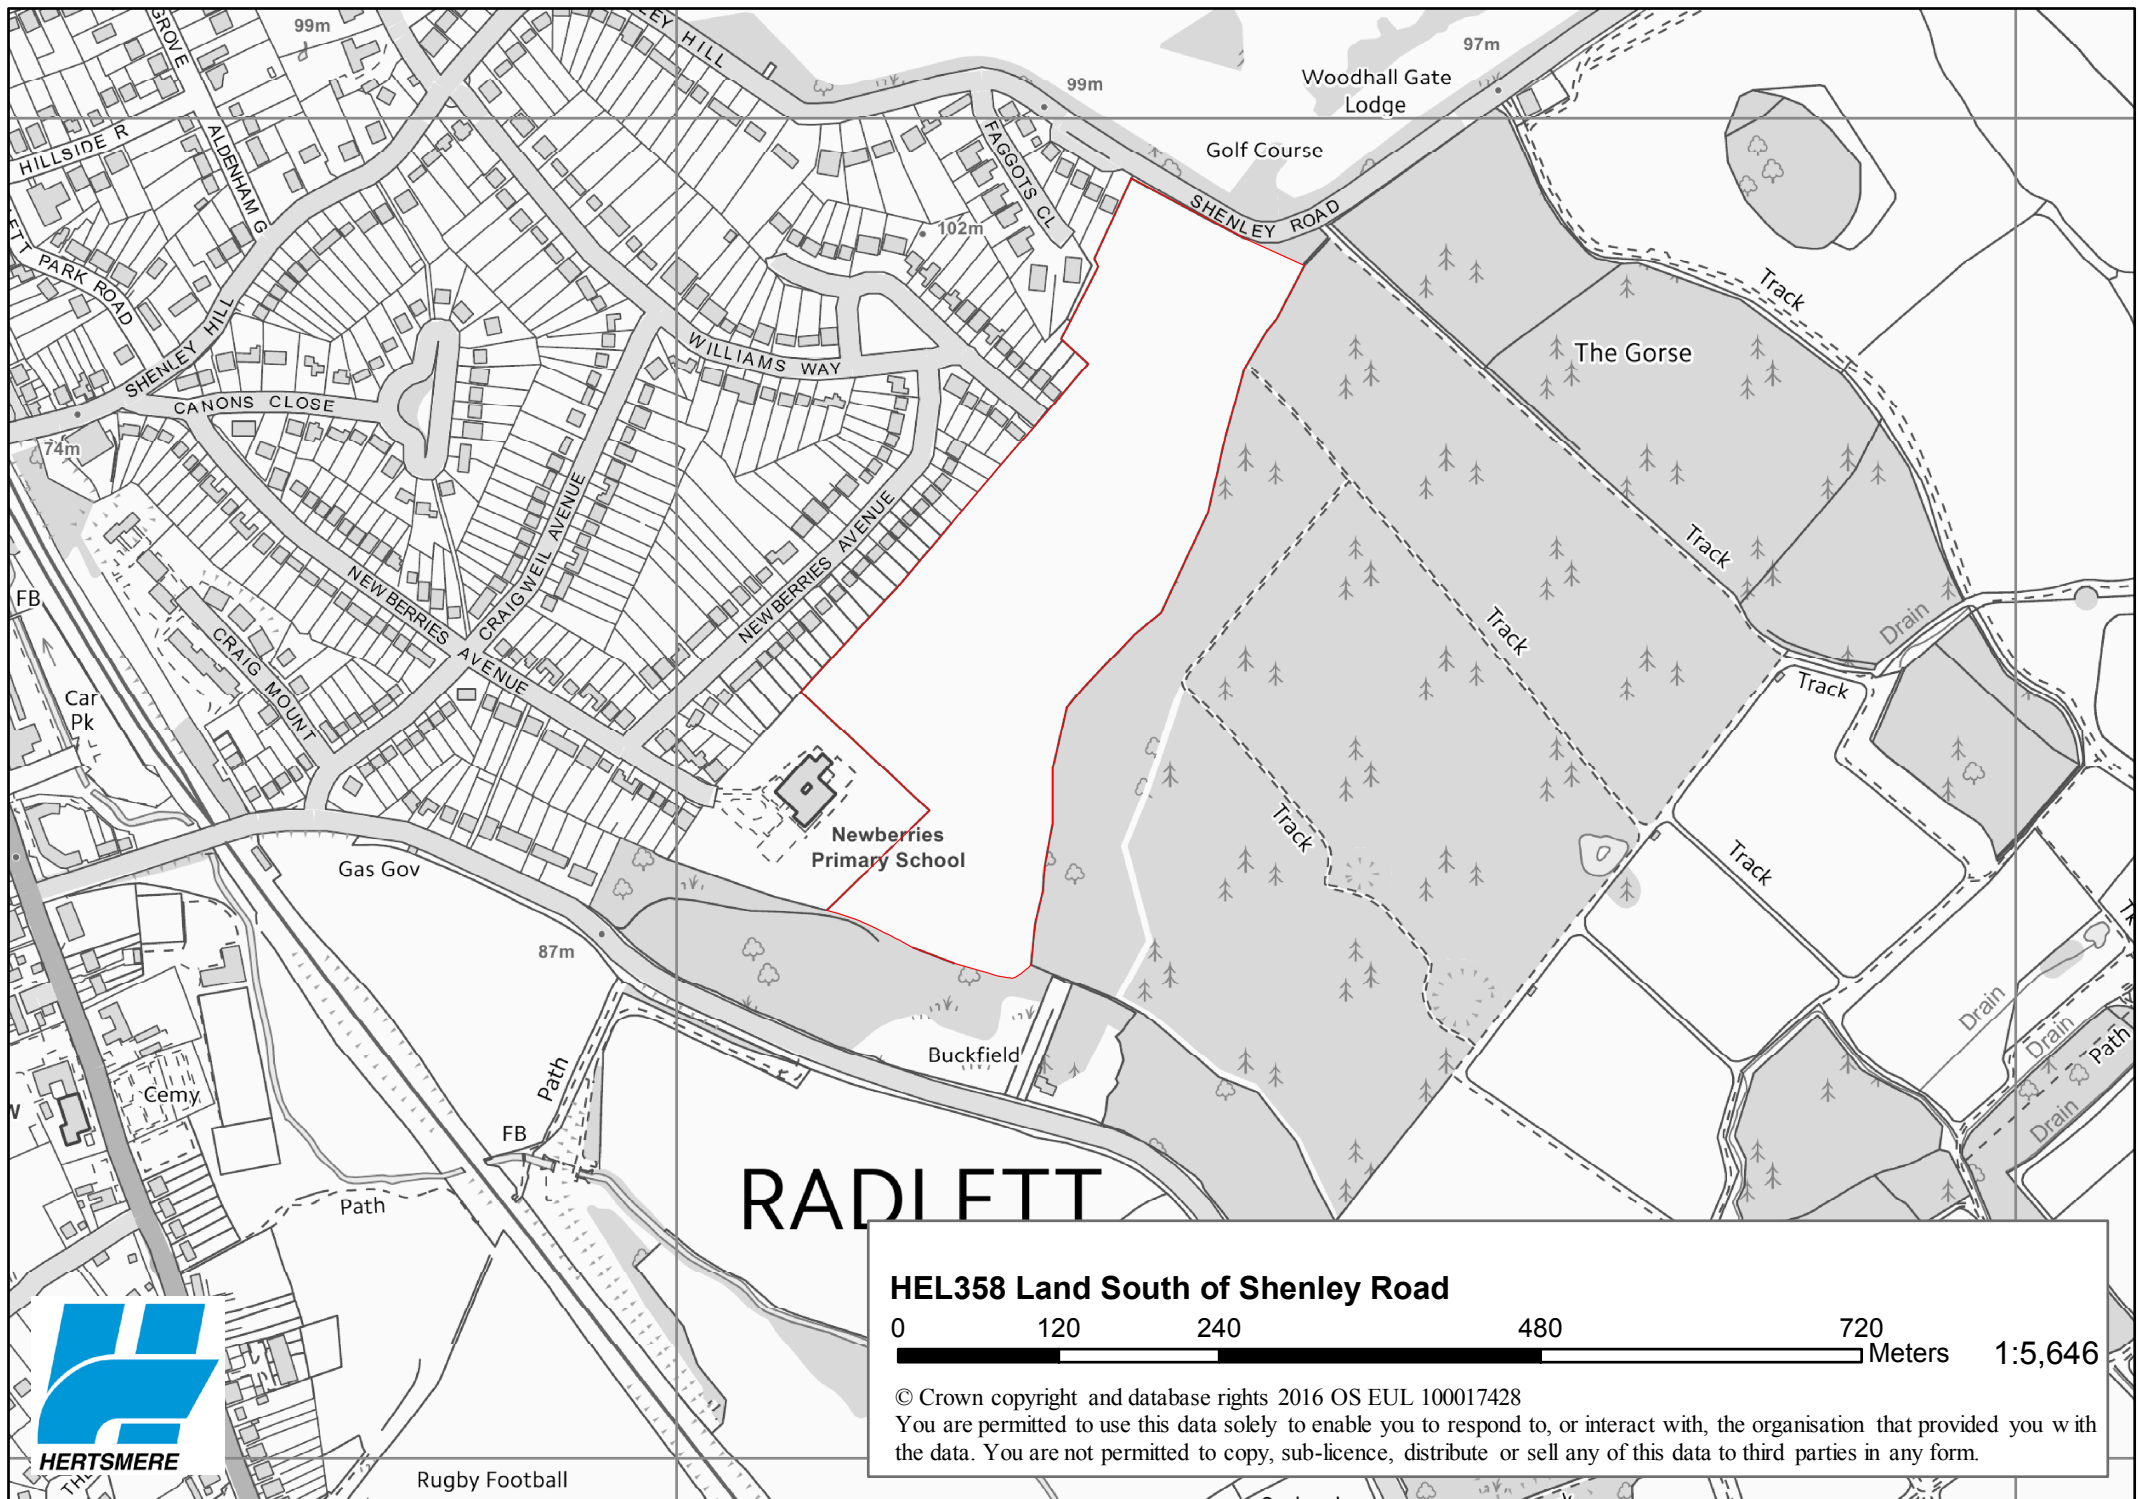 99m
GROVE
HILLSIDE R
ALDENHAM G
ETT PARK ROAD
SHENLEY HILL
EY HILL
99m
97m
Woodhall Gate
Lodge
Golf Course
FAGGOTS CL
102m
SHENLEY ROAD
Track
The Gorse
WILLIAMS WAY
CANONS CLOSE
74m
CRAIGWEIL AVENUE
NEWBERRIES AVENUE
NEWBERRIES AVENUE
CRAIG MOUNT
FB
Car
Pk
Track
Track
Drain
Track
Track
Track
Newberries
Primary School
Gas Gov
87m
Buckfield
Drain
Drain
Path
Drain
Cemy
Path
FB
Path
RADLETT
HEL358 Land South of Shenley Road
0 120 240 480 720
Meters 1:5,646
© Crown copyright and database rights 2016 OS EUL 100017428
You are permitted to use this data solely to enable you to respond to, or interact with, the organisation that provided you with
the data. You are not permitted to copy, sub-licence, distribute or sell any of this data to third parties in any form.
HERTSMERE
Rugby Football